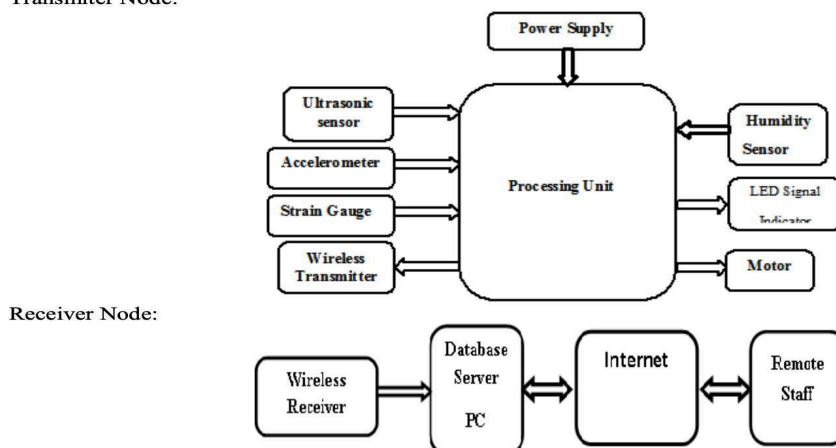 Transmitter Node:
Power Supply
Ultrasonic
sensor
Accelerometer
Strain Gauge
Wireless
Transmitter
Processing Unit
Humidity
Sensor
LED Signal
Indicator
Motor
Receiver Node:
Wireless
Receiver
Database
Server
PC
Internet
Remote
Staff